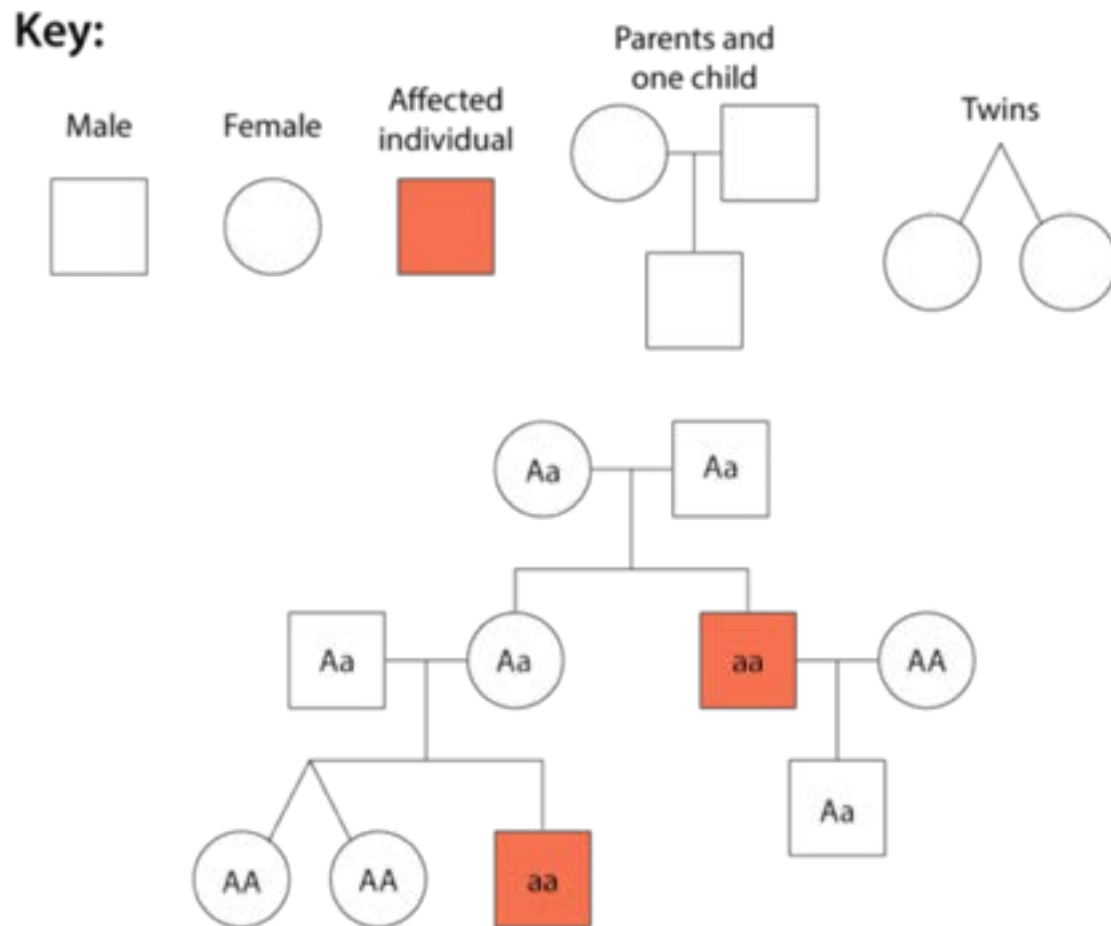 Key:
Male
Female
Affected
individual
Parents and
one child
Twins
Aa
Aa
Aa
Aa
aa
AA
Aa
AA
AA
aa